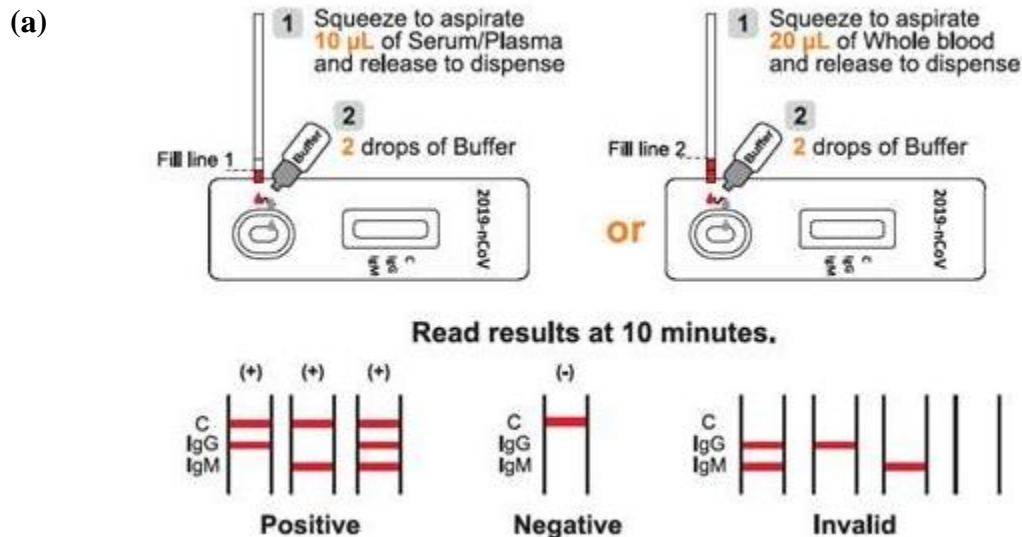 (a)
1 Squeeze to aspirate
10 µL of Serum/Plasma
and release to dispense
2
2 drops of Buffer
Buffer
Fill line 1
2019-nCoV
C
IgG
IgM
or
1 Squeeze to aspirate
20 µL of Whole blood
and release to dispense
2
2 drops of Buffer
Buffer
Fill line 2
2019-nCoV
C
IgG
IgM
Read results at 10 minutes.
(+) (+) (+) (-)
C
IgG
IgM
Positive
C
IgG
IgM
Negative
C
IgG
IgM
Invalid